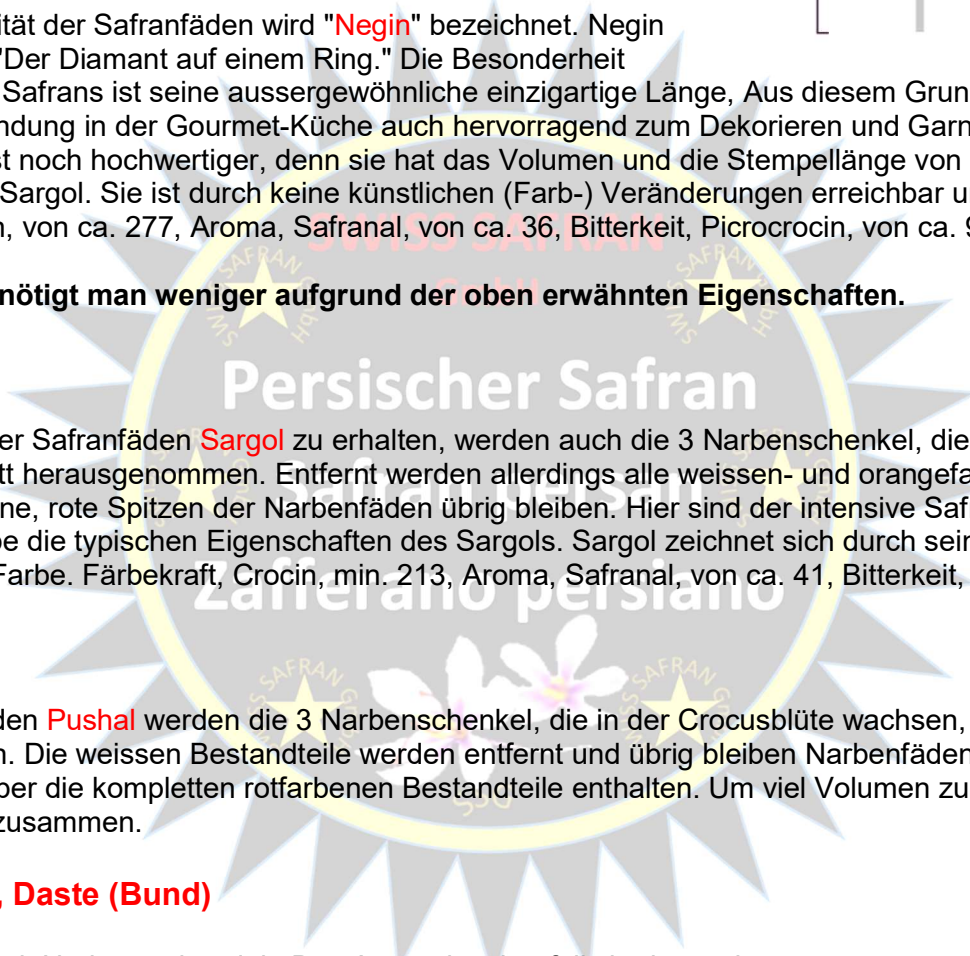 ität der Safranfäden wird "Negin" bezeichnet. Negin
"Der Diamant auf einem Ring." Die Besonderheit
Safrans ist seine aussergewöhnliche einzigartige Länge, Aus diesem Grun
ndung in der Gourmet-Küche auch hervorragend zum Dekorieren und Garn
st noch hochwertiger, denn sie hat das Volumen und die Stempellänge von
Sargol. Sie ist durch keine künstlichen (Farb-) Veränderungen erreichbar u
n, von ca. 277, Aroma, Safranal, von ca. 36, Bitterkeit, Picrocrocin, von ca. 9
SWISS SAFRAN
GmbH
nötigt man weniger aufgrund der oben erwähnten Eigenschaften.
Persischer Safran
er Safranfäden Sargol zu erhalten, werden auch die 3 Narbenschenkel, die
tt herausgenommen. Entfernt werden allerdings alle weissen- und orangefa
Safran persan
ne, rote Spitzen der Narbenfäden übrig bleiben. Hier sind der intensive Saf
be die typischen Eigenschaften des Sargols. Sargol zeichnet sich durch sein
Farbe. Färbekraft, Crocin, min. 213, Aroma, Safranal, von ca. 41, Bitterkeit,
Zafferano persiano
den Pushal werden die 3 Narbenschenkel, die in der Crocusblüte wachsen,
n. Die weissen Bestandteile werden entfernt und übrig bleiben Narbenfäden
ber die kompletten rotfarbenen Bestandteile enthalten. Um viel Volumen zu
zusammen.
, Daste (Bund)